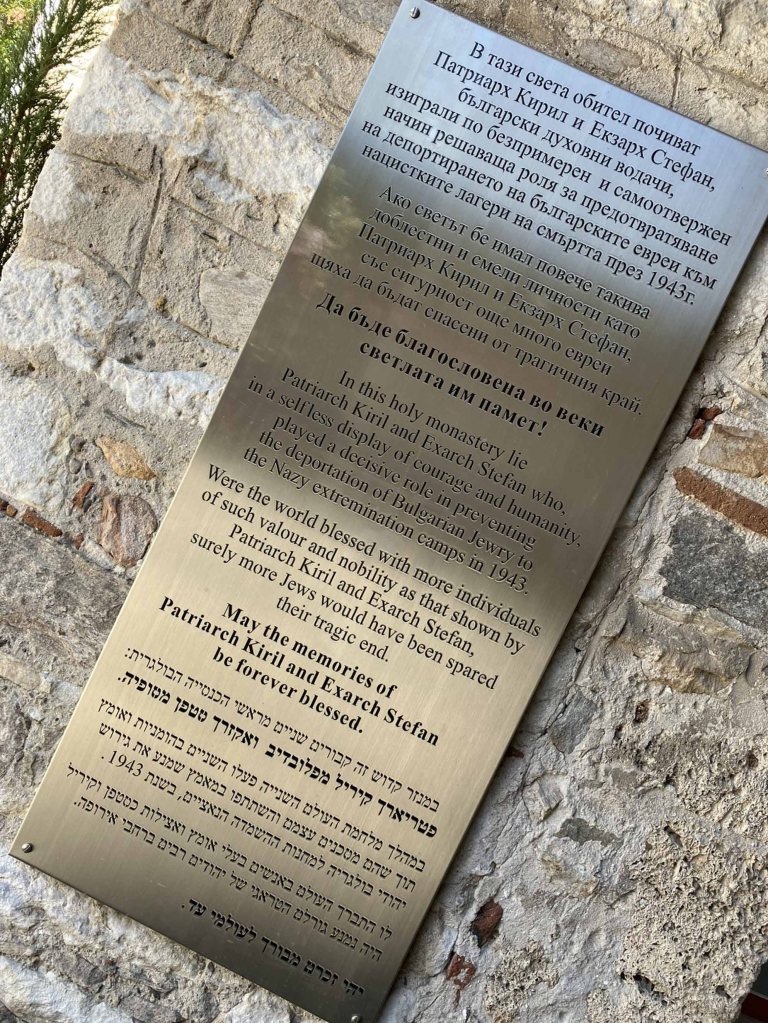 В тази света обител почиват
Патриарх Кирил и Екзарх Стефан,
български духовни водачи,
изиграли по безпримерен и самоотвержен
начин решаваща роля за предотвратяване
на депортирането на българските евреи към
нацистките лагери на смъртта през 1943г.
Ако светът бе имал повече такива
доблестни и смели личности като
Патриарх Кирил и Екзарх Стефан,
със сигурност още много евреи
щяха да бъдат спасени от трагичния край.
Да бъде благословена во веки
светлата им памет!
In this holy monastery lie
Patriarch Kiril and Exarch Stefan who,
in a selfless display of courage and humanity,
played a decisive role in preventing
the deportation of Bulgarian Jewry to
the Nazy extremination camps in 1943.
Were the world blessed with more individuals
of such valour and nobility as that shown by
Patriarch Kiril and Exarch Stefan,
surely more Jews would have been spared
their tragic end.
May the memories of
Patriarch Kiril and Exarch Stefan
be forever blessed.
במנזר קדוש זה קבורים שניים מראשי הכנסייה הבולגרית:
פטריארך קיריל מפלובדיב ואקזרך סטפן מסופיה.
במהלך מלחמת העולם השנייה פעלו השניים בהומניות ואומץ
תוך שהם מסכנים עצמם והשתתפו במאמץ שמנע את גירוש
יהודי בולגריה למחנות ההשמדה הנאציים, בשנת 1943.
לו התברך העולם באנשים בעלי אומץ ואצילות כסטפן וקיריל
היה נמנע גורלם הטראגי של יהודים רבים ברחבי אירופה.
יהי זכרם מבורך לעולמי עד.